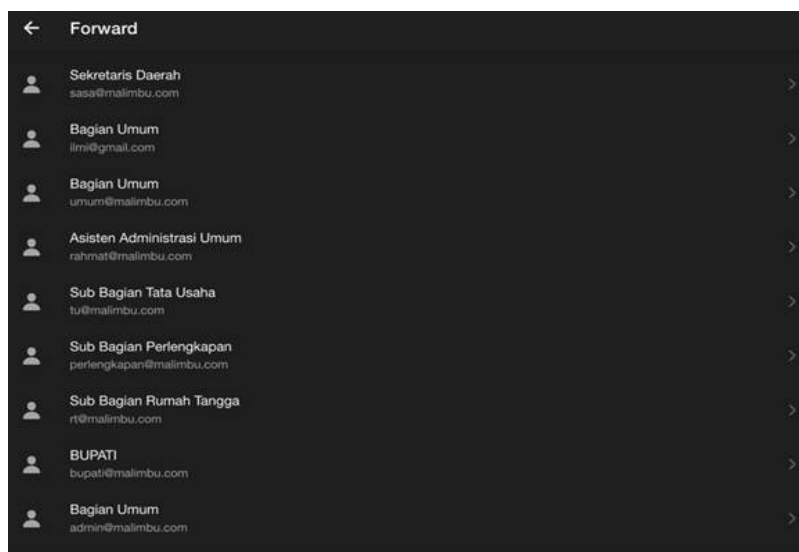 Forward
Sekretaris Daerah
sasa@malimbu.com
Bagian Umum
ilmi@gmail.com
Bagian Umum
umum@malimbu.com
Asisten Administrasi Umum
rahmat@malimbu.com
Sub Bagian Tata Usaha
tu@malimbu.com
Sub Bagian Perlengkapan
perlengkapan@malimbu.com
Sub Bagian Rumah Tangga
rt@malimbu.com
BUPATI
bupati@malimbu.com
Bagian Umum
admin@malimbu.com